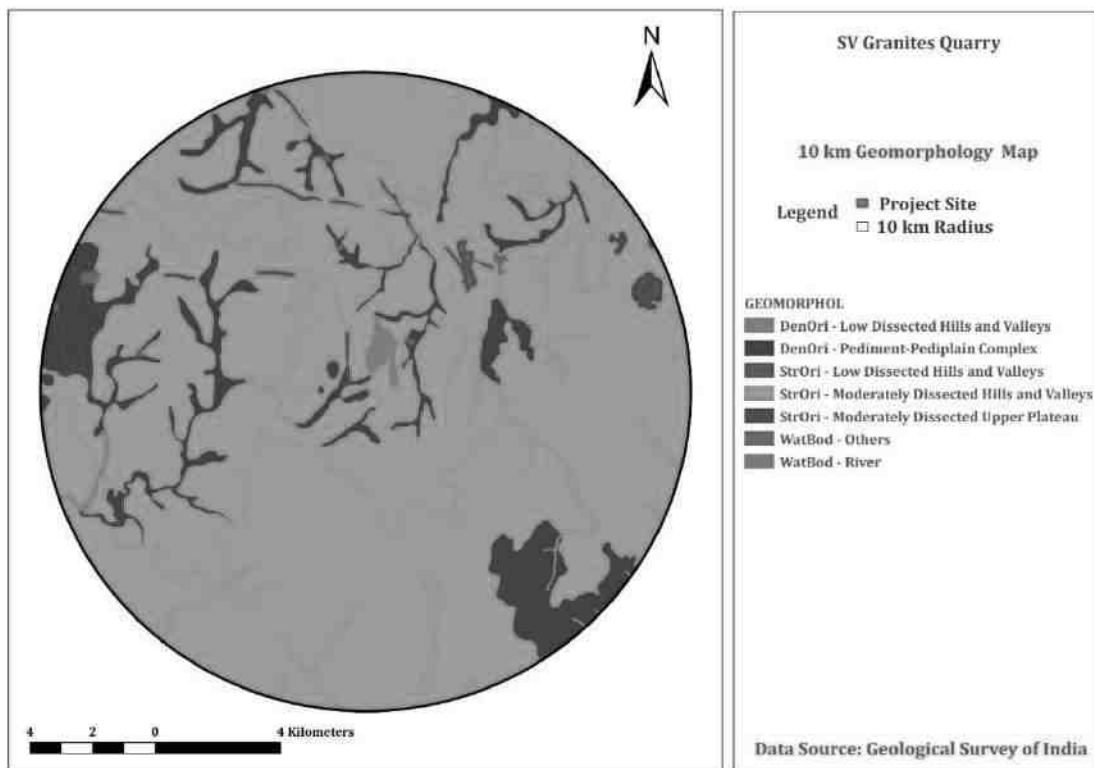 N
4 2 0 4 Kilometers
SV Granites Quarry
10 km Geomorphology Map
Legend
Project Site
10 km Radius
GEOMORPHOL
DenOri - Low Dissected Hills and Valleys
DenOri - Pediment-Pediplain Complex
StrOri - Low Dissected Hills and Valleys
StrOri - Moderately Dissected Hills and Valleys
StrOri - Moderately Dissected Upper Plateau
WatBod - Others
WatBod - River
Data Source: Geological Survey of India